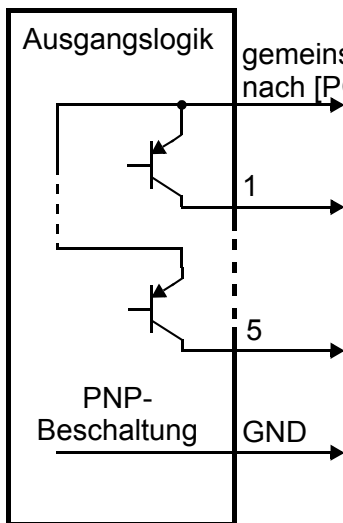 Ausgangslogik
gemeins
nach [P
1
5
PNP-
Beschaltung
GND